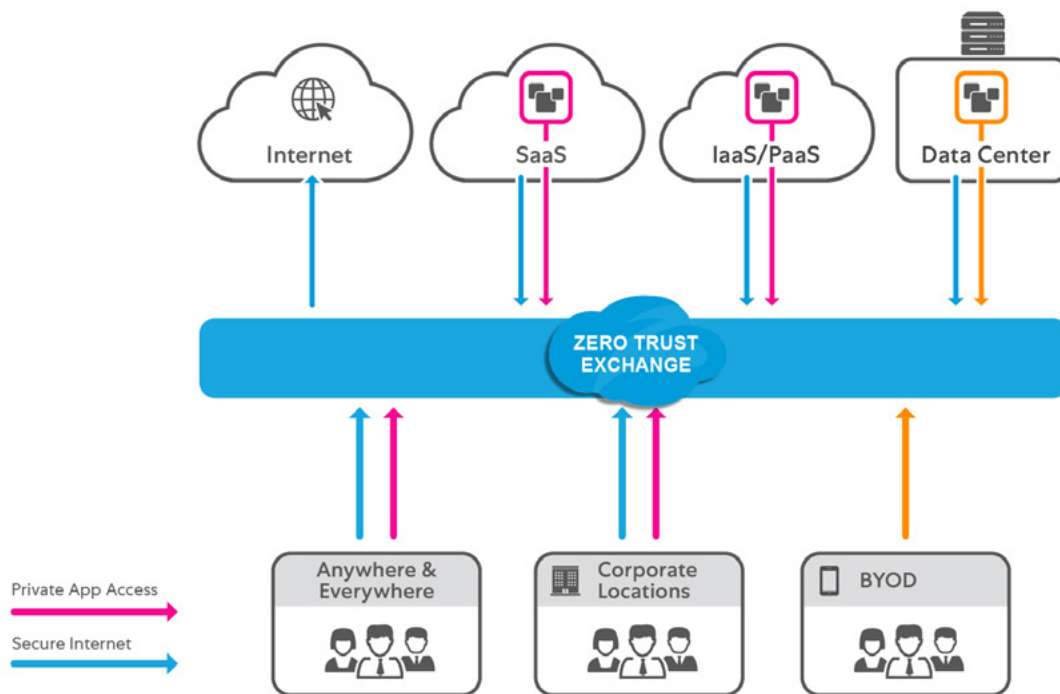 Internet
SaaS
IaaS/PaaS
Data Center
ZERO TRUST
EXCHANGE
Anywhere &
Everywhere
Corporate
Locations
BYOD
Private App Access
Secure Internet